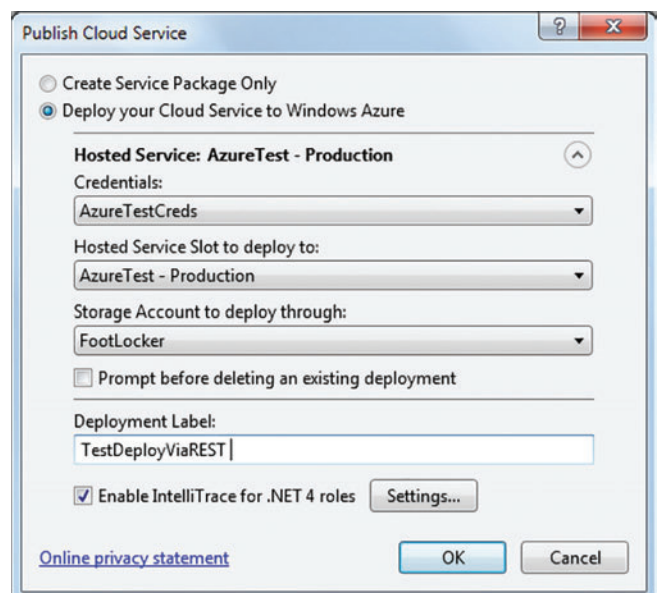 Publish Cloud Service
Create Service Package Only
Deploy your Cloud Service to Windows Azure
Hosted Service: AzureTest - Production
Credentials:
AzureTestCreds
Hosted Service Slot to deploy to:
AzureTest - Production
Storage Account to deploy through:
FootLocker
Prompt before deleting an existing deployment
Deployment Label:
TestDeployViaREST
Enable IntelliTrace for .NET 4 roles Settings...
Online privacy statement OK Cancel